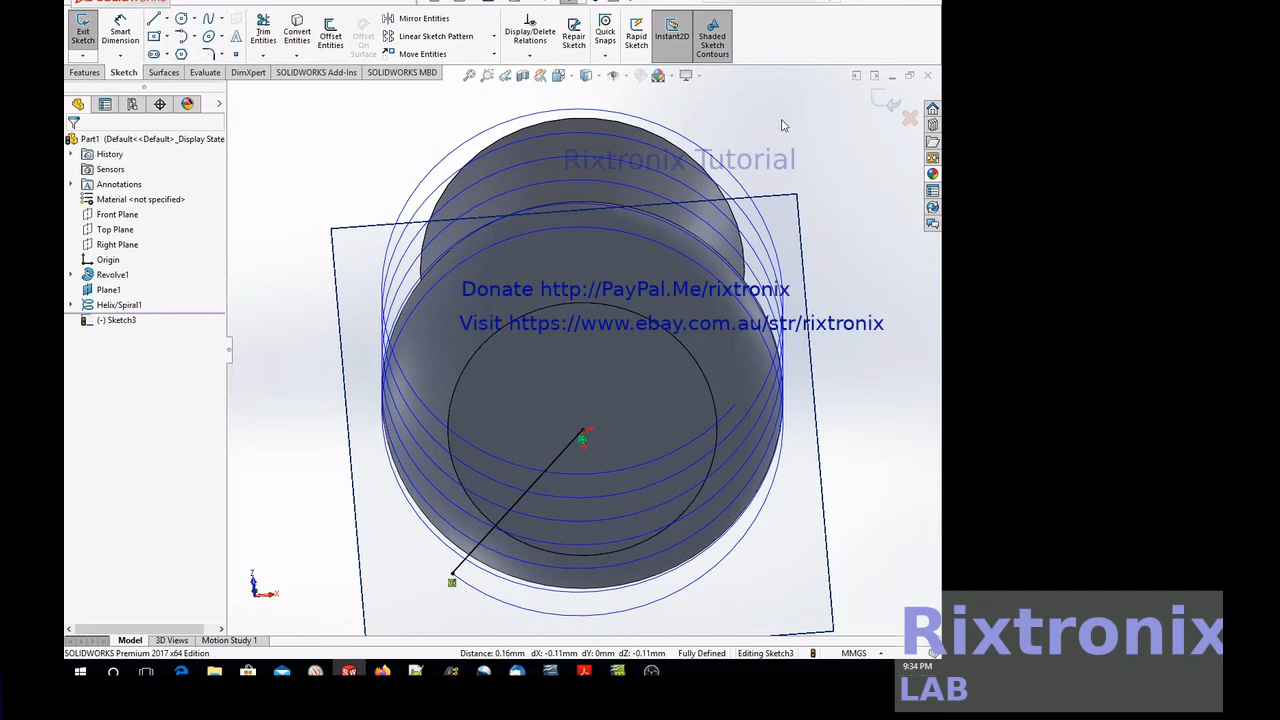 SOLIDWORKS
Exit Sketch
Smart Dimension
Trim Entities
Convert Entities
Offset Entities
Offset On Surface
Mirror Entities
Linear Sketch Pattern
Move Entities
Display/Delete Relations
Repair Sketch
Quick Snaps
Rapid Sketch
Instant2D
Shaded Sketch Contours
Features Sketch Surfaces Evaluate DimXpert SOLIDWORKS Add-Ins SOLIDWORKS MBD
Part1 (Default<<Default>_Display State
History
Sensors
Annotations
Material <not specified>
Front Plane
Top Plane
Right Plane
Origin
Revolve1
Plane1
Helix/Spiral1
(-) Sketch3
Rixtronix Tutorial
Donate http://PayPal.Me/rixtronix
Visit https://www.ebay.com.au/str/rixtronix
Z
X
Model 3D Views Motion Study 1
SOLIDWORKS Premium 2017 x64 Edition Distance: 0.16mm dX: -0.11mm dY: 0mm dZ: -0.11mm Fully Defined Editing Sketch3 MMGS
9:34 PM
Rixtronix
LAB